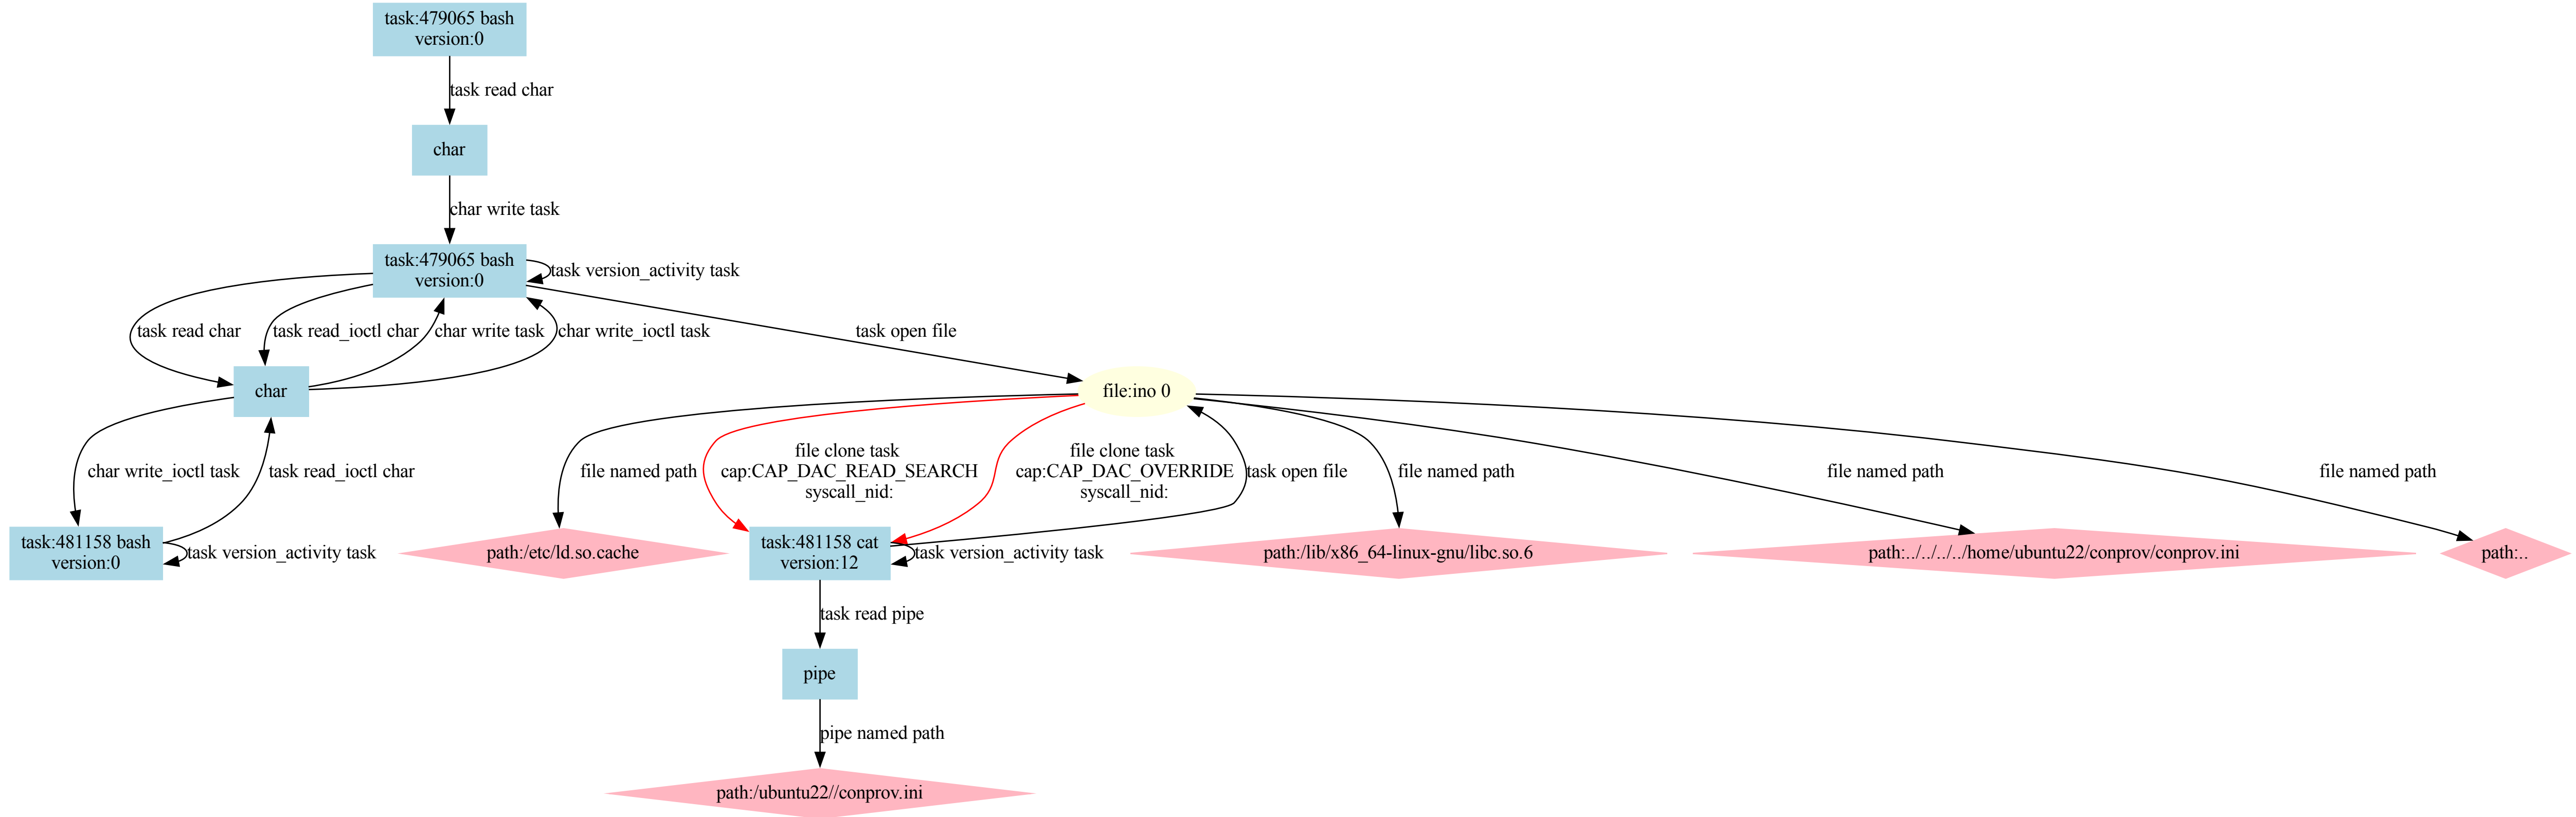 task:479065 bash
version:0
task read char
char
char write task
task:479065 bash
version:0
task version_activity task
task read char
task read_ioctl char
char write task
char write_ioctl task
task open file
char
file:ino 0
char write_ioctl task
task read_ioctl char
file named path
file clone task
cap:CAP_DAC_READ_SEARCH
syscall_nid:
file clone task
cap:CAP_DAC_OVERRIDE
syscall_nid:
task open file
file named path
file named path
file named path
task:481158 bash
version:0
task version_activity task
path:/etc/ld.so.cache
task:481158 cat
version:12
task version_activity task
path:/lib/x86_64-linux-gnu/libc.so.6
path:../../../../home/ubuntu22/conprov/conprov.ini
path:..
task read pipe
pipe
pipe named path
path:/ubuntu22//conprov.ini